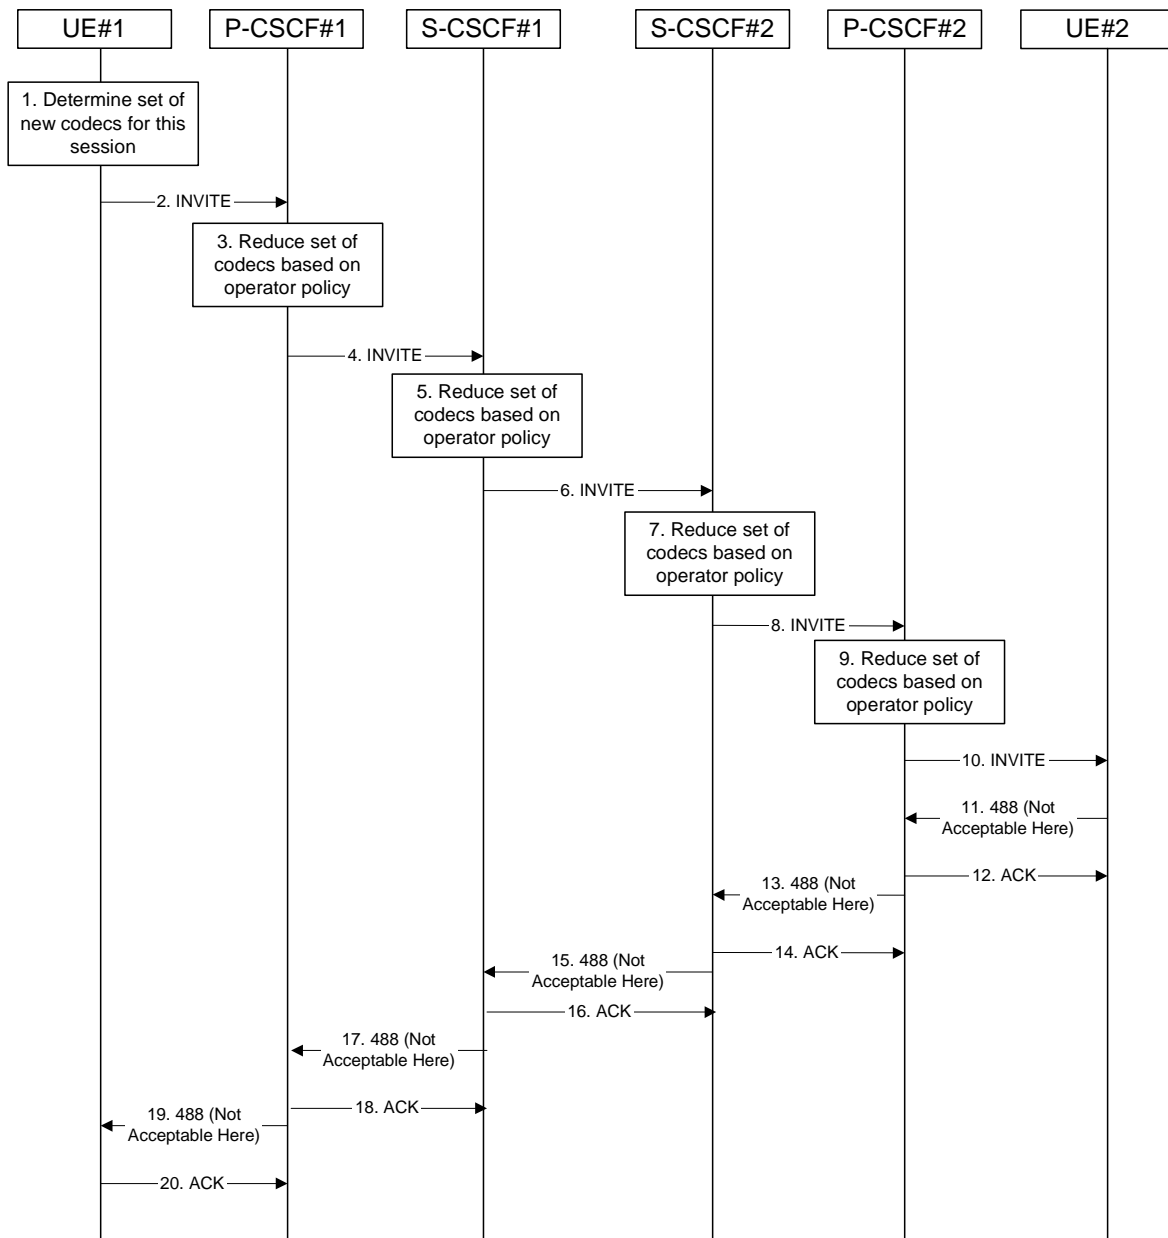 UE#1
P-CSCF#1
S-CSCF#1
S-CSCF#2
P-CSCF#2
UE#2
1. Determine set of
new codecs for this
session
2. INVITE
3. Reduce set of
codecs based on
operator policy
4. INVITE
5. Reduce set of
codecs based on
operator policy
6. INVITE
7. Reduce set of
codecs based on
operator policy
8. INVITE
9. Reduce set of
codecs based on
operator policy
10. INVITE
11. 488 (Not
Acceptable Here)
12. ACK
13. 488 (Not
Acceptable Here)
14. ACK
15. 488 (Not
Acceptable Here)
16. ACK
17. 488 (Not
Acceptable Here)
18. ACK
19. 488 (Not
Acceptable Here)
20. ACK